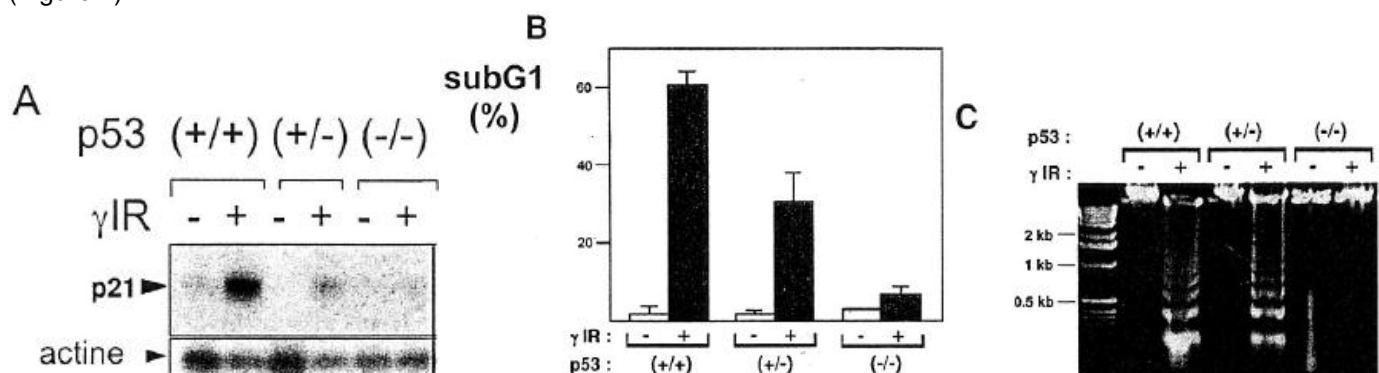 A
p53 (+/+) (+/-) (-/-)
γIR - + - + - +
p21
actine
B
subG1
(%)
60
40
20
γ IR : - + - + - +
p53 : (+/+) (+/-) (-/-)
C
p53 : (+/+) (+/-) (-/-)
γ IR : - + - + - +
2 kb
1 kb
0.5 kb